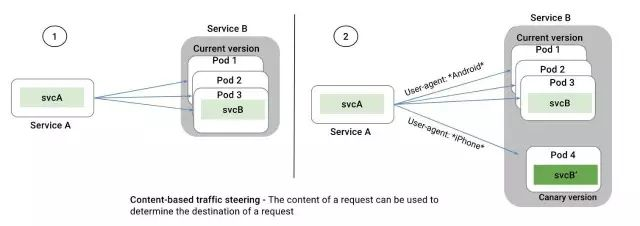 1
Service B
Current version
Pod 1
Pod 2
Pod 3
svcA
svcB
Service A
2
Service B
Current version
Pod 1
Pod 2
Pod 3
svcB
User-agent: *Android*
svcA
Service A
User-agent: *iPhone*
Pod 4
svcB'
Canary version
Content-based traffic steering - The content of a request can be used to
determine the destination of a request